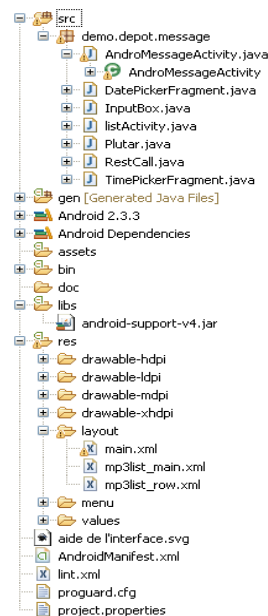 src
demo.depot.message
AndroMessageActivity.java
AndroMessageActivity
DatePickerFragment.java
InputBox.java
listActivity.java
Plutar.java
RestCall.java
TimePickerFragment.java
gen [Generated Java Files]
Android 2.3.3
Android Dependencies
assets
bin
doc
libs
android-support-v4.jar
res
drawable-hdpi
drawable-ldpi
drawable-mdpi
drawable-xhdpi
layout
main.xml
mp3list_main.xml
mp3list_row.xml
menu
values
aide de l'interface.svg
AndroidManifest.xml
lint.xml
proguard.cfg
project.properties